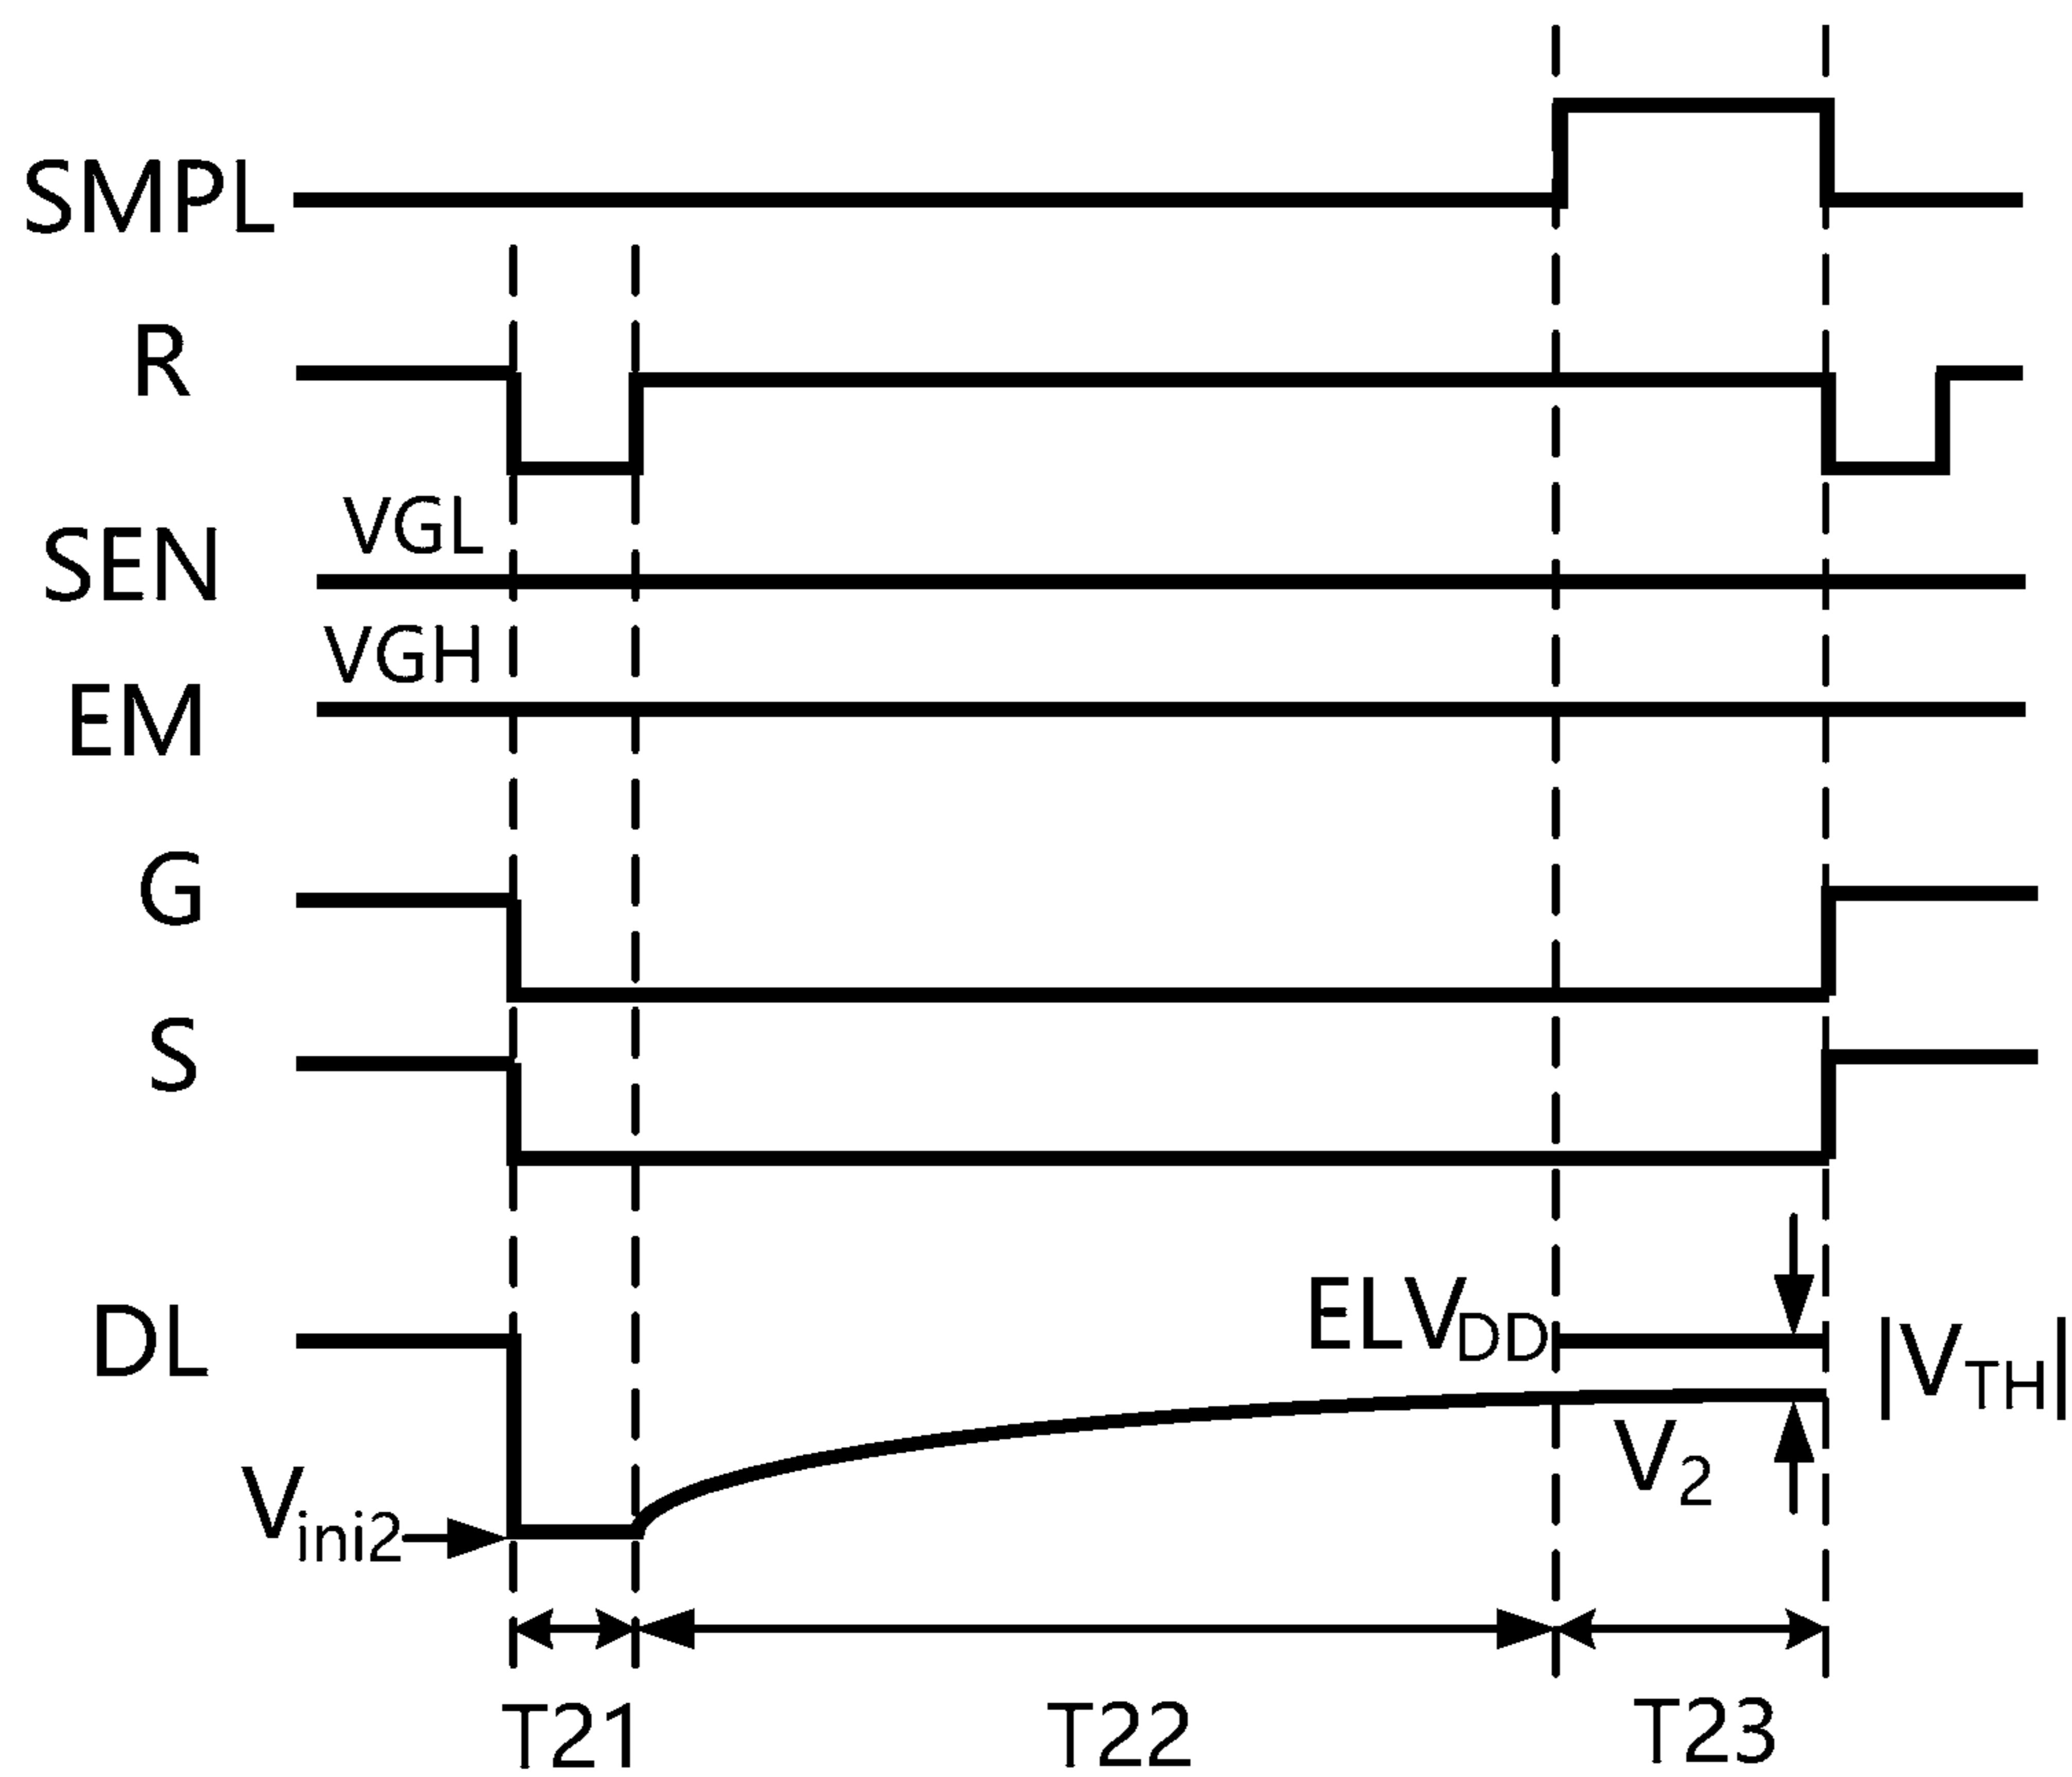 SMPL
R
VGL
SEN
VGH
EM
G
S
ELVDD
DL
|VTH|
V2
Vini2
T21 T22 T23